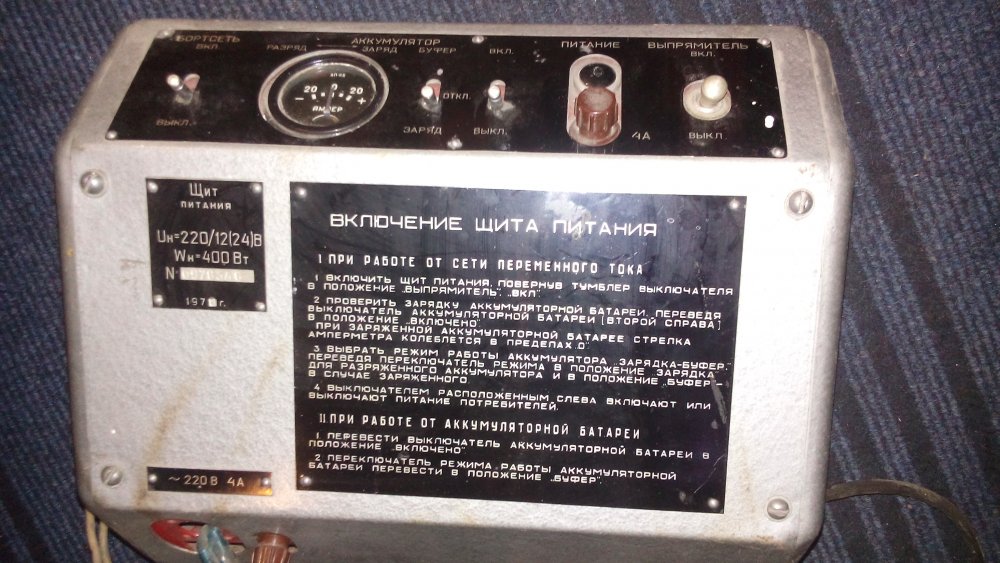 БОРТСЕТЬ
ВКЛ.
ВЫКЛ.
АККУМУЛЯТОР
РАЗРЯД ЗАРЯД БУФЕР
20 0 20
- +
АМПЕР
ОТКЛ.
ЗАРЯД
ВКЛ.
ВЫКЛ.
ПИТАНИЕ
4А
ВЫПРЯМИТЕЛЬ
ВКЛ.
ВЫКЛ.
ЩИТ
ПИТАНИЯ
Uн=220/12(24)В
Wн=400 Вт
N
197 г.
~220 В 4А
ВКЛЮЧЕНИЕ ЩИТА ПИТАНИЯ
I ПРИ РАБОТЕ ОТ СЕТИ ПЕРЕМЕННОГО ТОКА
1 ВКЛЮЧИТЬ ЩИТ ПИТАНИЯ, ПОВЕРНУВ ТУМБЛЕР ВЫКЛЮЧАТЕЛЯ
В ПОЛОЖЕНИЕ „ВЫПРЯМИТЕЛЬ", „ВКЛ"
2 ПРОВЕРИТЬ ЗАРЯДКУ АККУМУЛЯТОРНОЙ БАТАРЕИ, ПЕРЕВЕДЯ
ВЫКЛЮЧАТЕЛЬ АККУМУЛЯТОРНОЙ БАТАРЕИ [ВТОРОЙ СПРАВА]
В ПОЛОЖЕНИЕ „ВКЛЮЧЕНО"
ПРИ ЗАРЯЖЕННОЙ АККУМУЛЯТОРНОЙ БАТАРЕЕ СТРЕЛКА
АМПЕРМЕТРА КОЛЕБЛЕТСЯ В ПРЕДЕЛАХ „О"
3 ВЫБРАТЬ РЕЖИМ РАБОТЫ АККУМУЛЯТОРА „ЗАРЯДКА-БУФЕР",
ПЕРЕВЕДЯ ПЕРЕКЛЮЧАТЕЛЬ РЕЖИМА В ПОЛОЖЕНИЕ „ЗАРЯДКА"
ДЛЯ РАЗРЯЖЕННОГО АККУМУЛЯТОРА И В ПОЛОЖЕНИЕ „БУФЕР"-
В СЛУЧАЕ ЗАРЯЖЕННОГО.
4 ВЫКЛЮЧАТЕЛЕМ РАСПОЛОЖЕННЫМ СЛЕВА ВКЛЮЧАЮТ ИЛИ
ВЫКЛЮЧАЮТ ПИТАНИЕ ПОТРЕБИТЕЛЕЙ.
II ПРИ РАБОТЕ ОТ АККУМУЛЯТОРНОЙ БАТАРЕИ
1 ПЕРЕВЕСТИ ВЫКЛЮЧАТЕЛЬ АККУМУЛЯТОРНОЙ БАТАРЕИ В
ПОЛОЖЕНИЕ „ВКЛЮЧЕНО"
2 ПЕРЕКЛЮЧАТЕЛЬ РЕЖИМА РАБОТЫ АККУМУЛЯТОРНОЙ
БАТАРЕИ ПЕРЕВЕСТИ В ПОЛОЖЕНИЕ „БУФЕР".